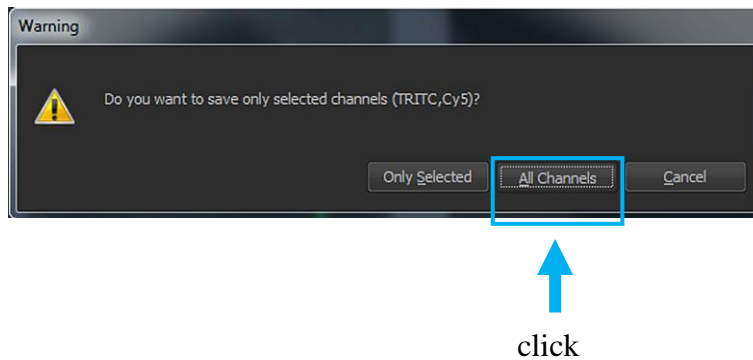 Warning
Do you want to save only selected channels (TRITC,Cy5)?
Only Selected All Channels Cancel
click